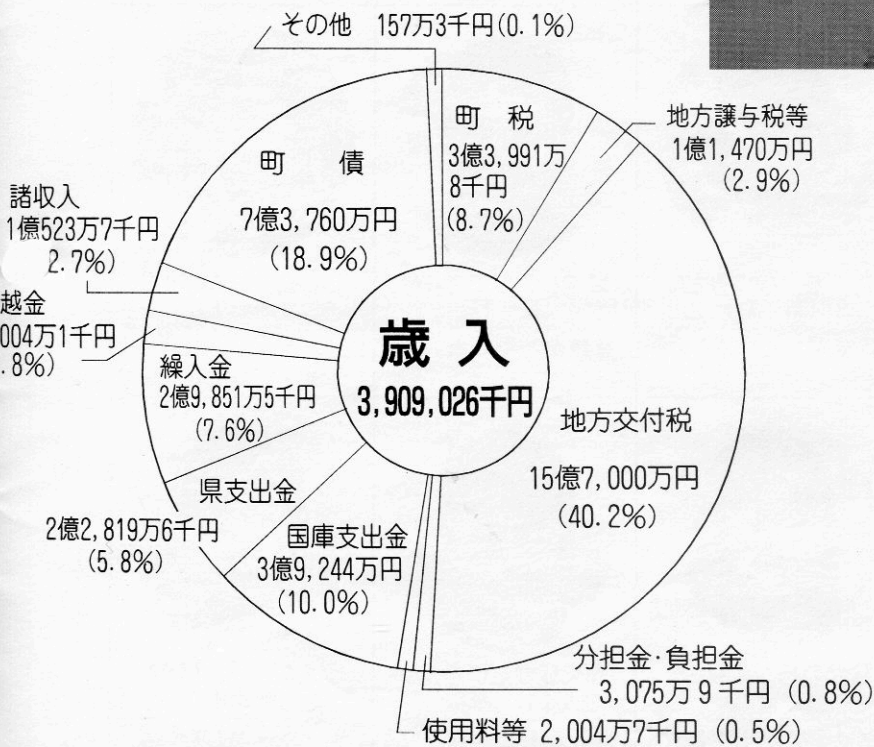 その他 157万3千円(0.1%)
町税
3億3,991万
8千円
(8.7%)
地方譲与税等
1億1,470万円
(2.9%)
地方交付税
15億7,000万円
(40.2%)
分担金・負担金
3,075万9千円 (0.8%)
使用料等 2,004万7千円 (0.5%)
国庫支出金
3億9,244万円
(10.0%)
県支出金
2億2,819万6千円
(5.8%)
繰入金
2億9,851万5千円
(7.6%)
越金
004万1千円
.8%)
諸収入
1億523万7千円
2.7%)
町債
7億3,760万円
(18.9%)
歳入
3,909,026千円